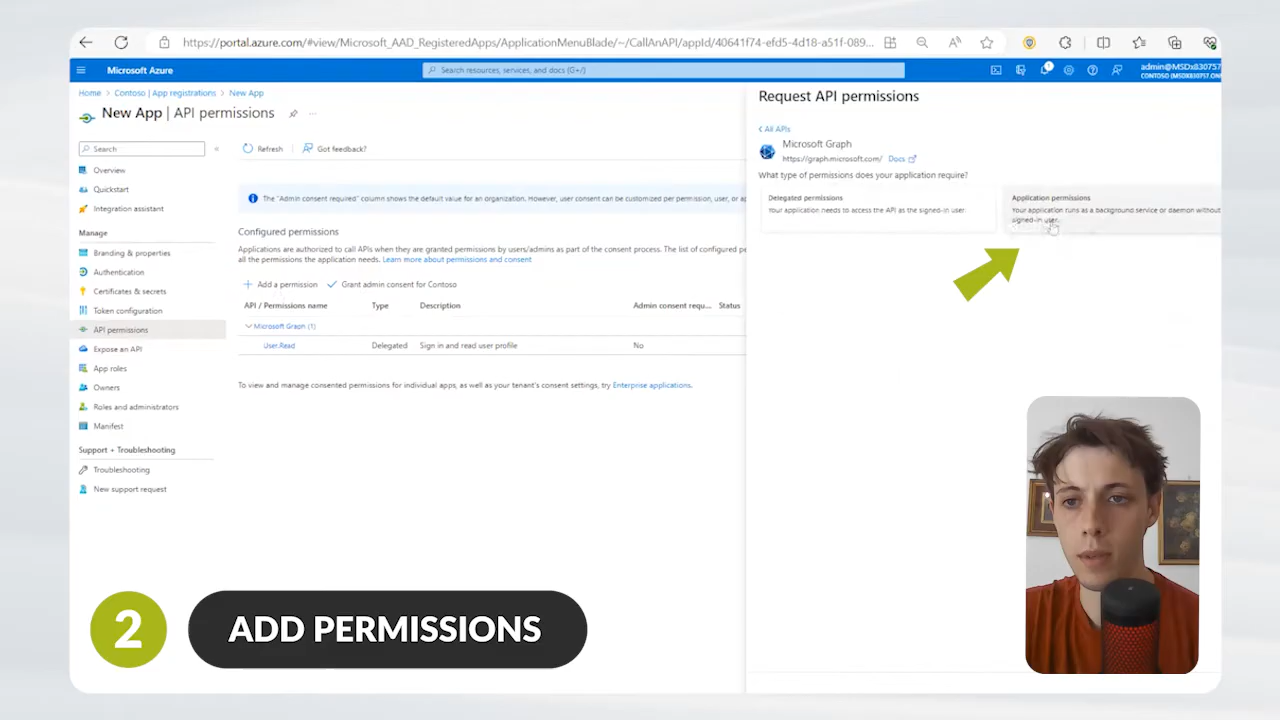 https://portal.azure.com/#view/Microsoft_AAD_RegisteredApps/ApplicationMenuBlade/~/CallAnAPI/appId/40641f74-efd5-4d18-a51f-089...
Microsoft Azure
Search resources, services, and docs (G+/)
1
admin@MSDx830757
CONTOSO (MSDX830757.ON
Home > Contoso | App registrations > New App
New App | API permissions
Search
Overview
Quickstart
Integration assistant
Manage
Branding & properties
Authentication
Certificates & secrets
Token configuration
API permissions
Expose an API
App roles
Owners
Roles and administrators
Manifest
Support + Troubleshooting
Troubleshooting
New support request
Refresh
Got feedback?
The "Admin consent required" column shows the default value for an organization. However, user consent can be customized per permission, user, or ap
Configured permissions
Applications are authorized to call APIs when they are granted permissions by users/admins as part of the consent process. The list of configured pe
all the permissions the application needs. Learn more about permissions and consent
Add a permission
Grant admin consent for Contoso
API / Permissions name Type Description Admin consent requ... Status
Microsoft Graph (1)
User.Read Delegated Sign in and read user profile No
To view and manage consented permissions for individual apps, as well as your tenant's consent settings, try Enterprise applications.
Request API permissions
All APIs
Microsoft Graph
https://graph.microsoft.com/ Docs
What type of permissions does your application require?
Delegated permissions
Your application needs to access the API as the signed-in user.
Application permissions
Your application runs as a background service or daemon without
signed-in user.
2
ADD PERMISSIONS